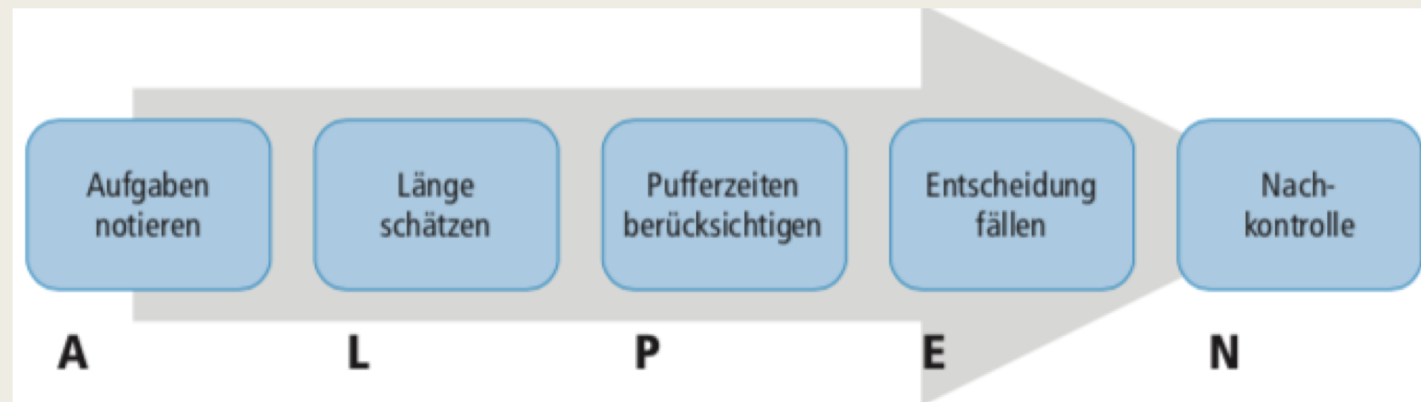 Aufgaben
notieren
Länge
schätzen
Pufferzeiten
berücksichtigen
Entscheidung
fällen
Nach-
kontrolle
A
L
P
E
N